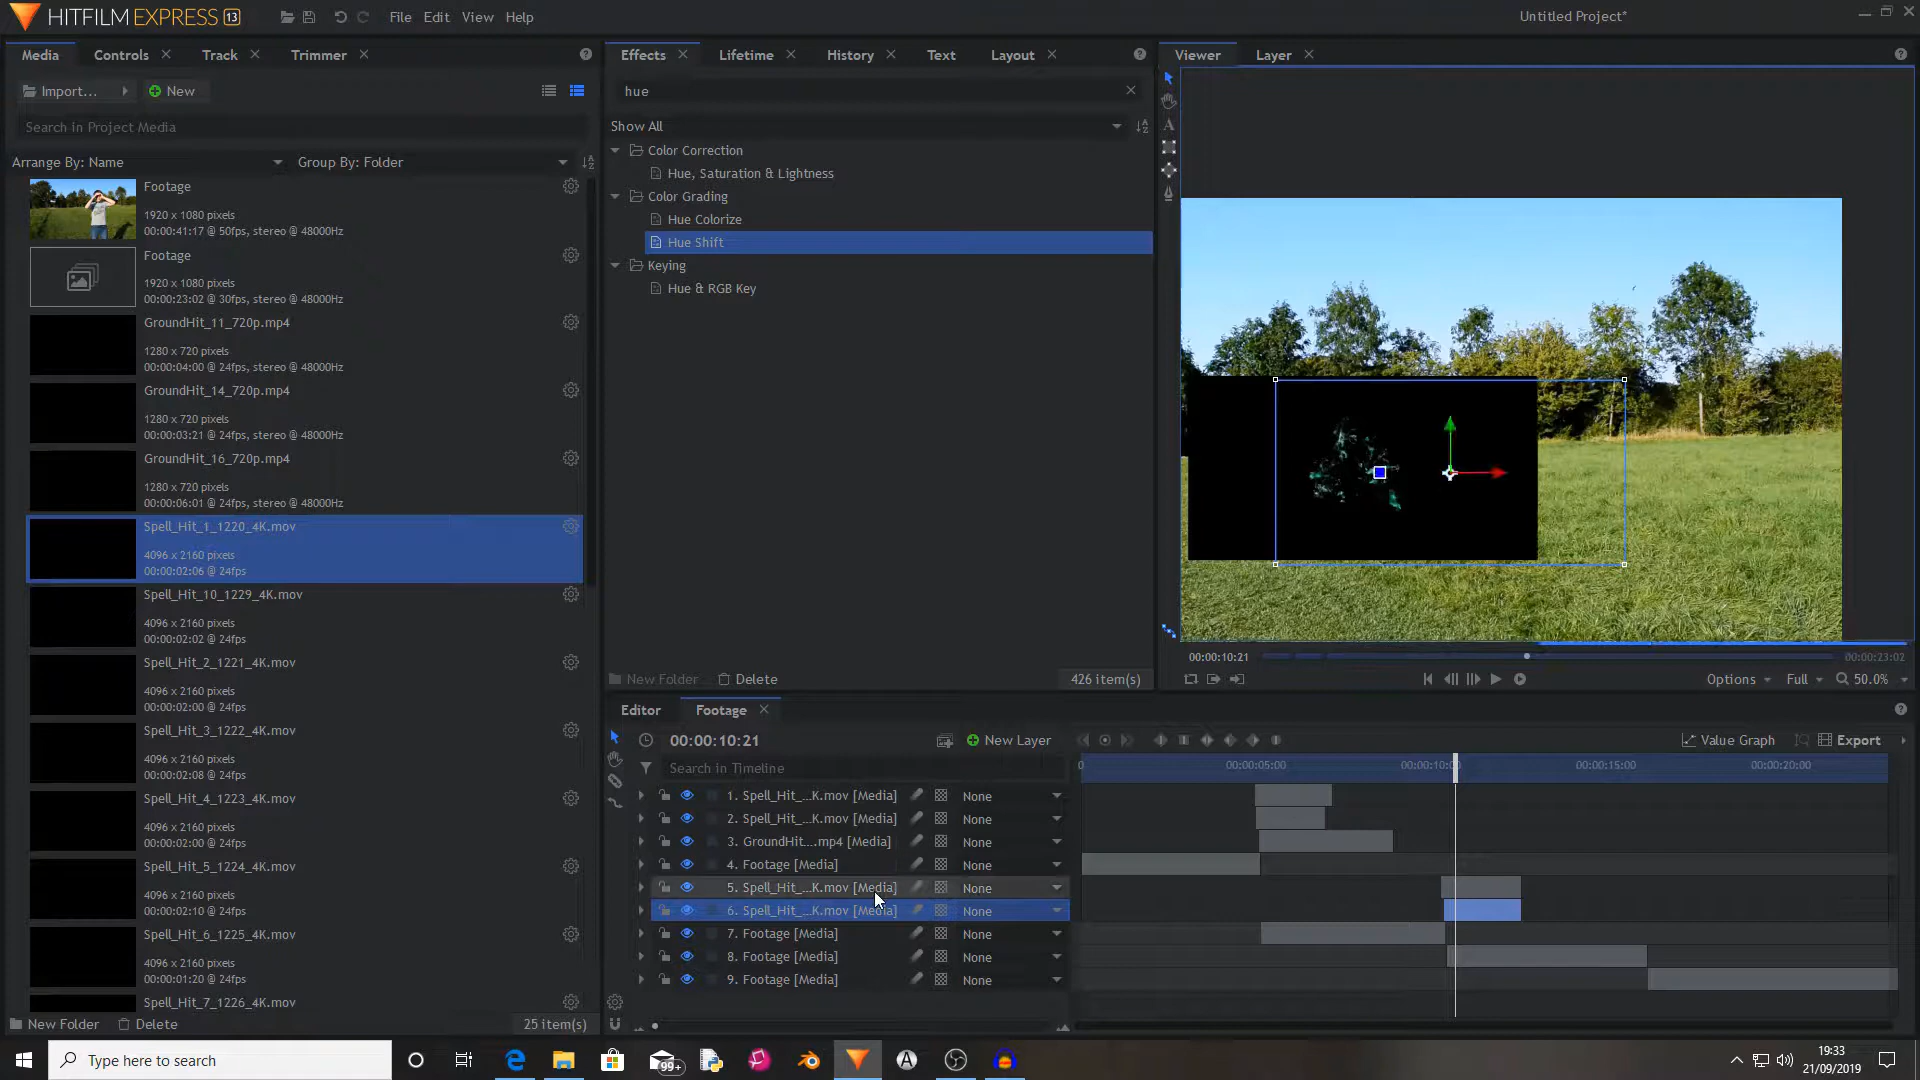 HITFILM EXPRESS 13
File Edit View Help
Untitled Project*
Media Controls Track Trimmer
Import... New
Search in Project Media
Arrange By: Name Group By: Folder
Footage
1920 x 1080 pixels
00:00:41:17 @ 50fps, stereo @ 48000Hz
Footage
1920 x 1080 pixels
00:00:23:02 @ 30fps, stereo @ 48000Hz
GroundHit_11_720p.mp4
1280 x 720 pixels
00:00:04:00 @ 24fps, stereo @ 48000Hz
GroundHit_14_720p.mp4
1280 x 720 pixels
00:00:03:21 @ 24fps, stereo @ 48000Hz
GroundHit_16_720p.mp4
1280 x 720 pixels
00:00:06:01 @ 24fps, stereo @ 48000Hz
Spell_Hit_1_1220_4K.mov
4096 x 2160 pixels
00:00:02:06 @ 24fps
Spell_Hit_10_1229_4K.mov
4096 x 2160 pixels
00:00:02:02 @ 24fps
Spell_Hit_2_1221_4K.mov
4096 x 2160 pixels
00:00:02:00 @ 24fps
Spell_Hit_3_1222_4K.mov
4096 x 2160 pixels
00:00:02:08 @ 24fps
Spell_Hit_4_1223_4K.mov
4096 x 2160 pixels
00:00:02:00 @ 24fps
Spell_Hit_5_1224_4K.mov
4096 x 2160 pixels
00:00:02:10 @ 24fps
Spell_Hit_6_1225_4K.mov
4096 x 2160 pixels
00:00:01:20 @ 24fps
Spell_Hit_7_1226_4K.mov
New Folder Delete 25 item(s)
Effects Lifetime History Text Layout
hue
Show All
Color Correction
Hue, Saturation & Lightness
Color Grading
Hue Colorize
Hue Shift
Keying
Hue & RGB Key
New Folder Delete 426 item(s)
Viewer Layer
00:00:10:21 00:00:23:02
Options Full 50.0%
Editor Footage
00:00:10:21 New Layer Value Graph Export
Search in Timeline
0 00:00:05:00 00:00:10:0 00:00:15:00 00:00:20:00
1. Spell_Hit_...K.mov [Media] None
2. Spell_Hit_...K.mov [Media] None
3. GroundHit....mp4 [Media] None
4. Footage [Media] None
5. Spell_Hit_...K.mov [Media] None
6. Spell_Hit_...K.mov [Media] None
7. Footage [Media] None
8. Footage [Media] None
9. Footage [Media] None
Type here to search
99+
19:33
21/09/2019